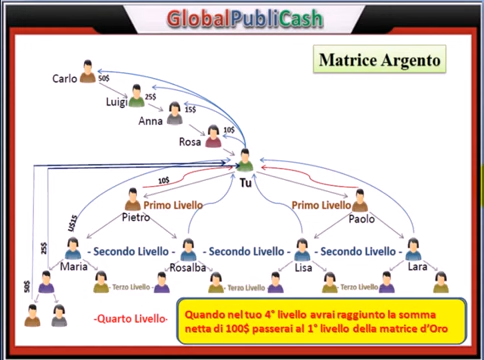 GlobalPubliCash
Matrice Argento
Carlo
50$
Luigi
25$
Anna
15$
Rosa
10$
Tu
10$
Primo Livello
Primo Livello
Pietro
Paolo
15$
- Secondo Livello -
- Secondo Livello -
- Secondo Livello -
Maria
Rosalba
Lisa
Lara
25$
- Terzo Livello -
Terzo Livello -
- Terzo Livello -
50$
-Quarto Livello-
Quando nel tuo 4° livello avrai raggiunto la somma
netta di 100$ passerai al 1° livello della matrice d'Oro